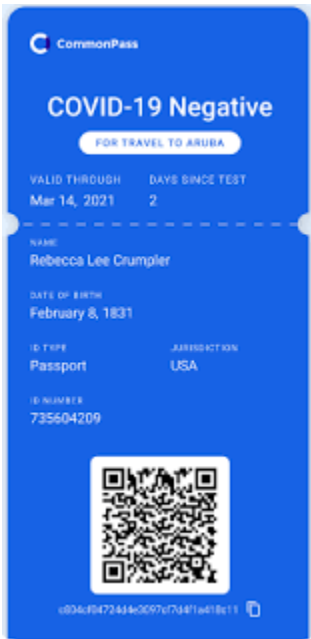 CommonPass
COVID-19 Negative
FOR TRAVEL TO ARUBA
VALID THROUGH DAYS SINCE TEST
Mar 14, 2021 2
NAME
Rebecca Lee Crumpler
DATE OF BIRTH
February 8, 1831
ID TYPE JURISDICTION
Passport USA
ID NUMBER
735604209